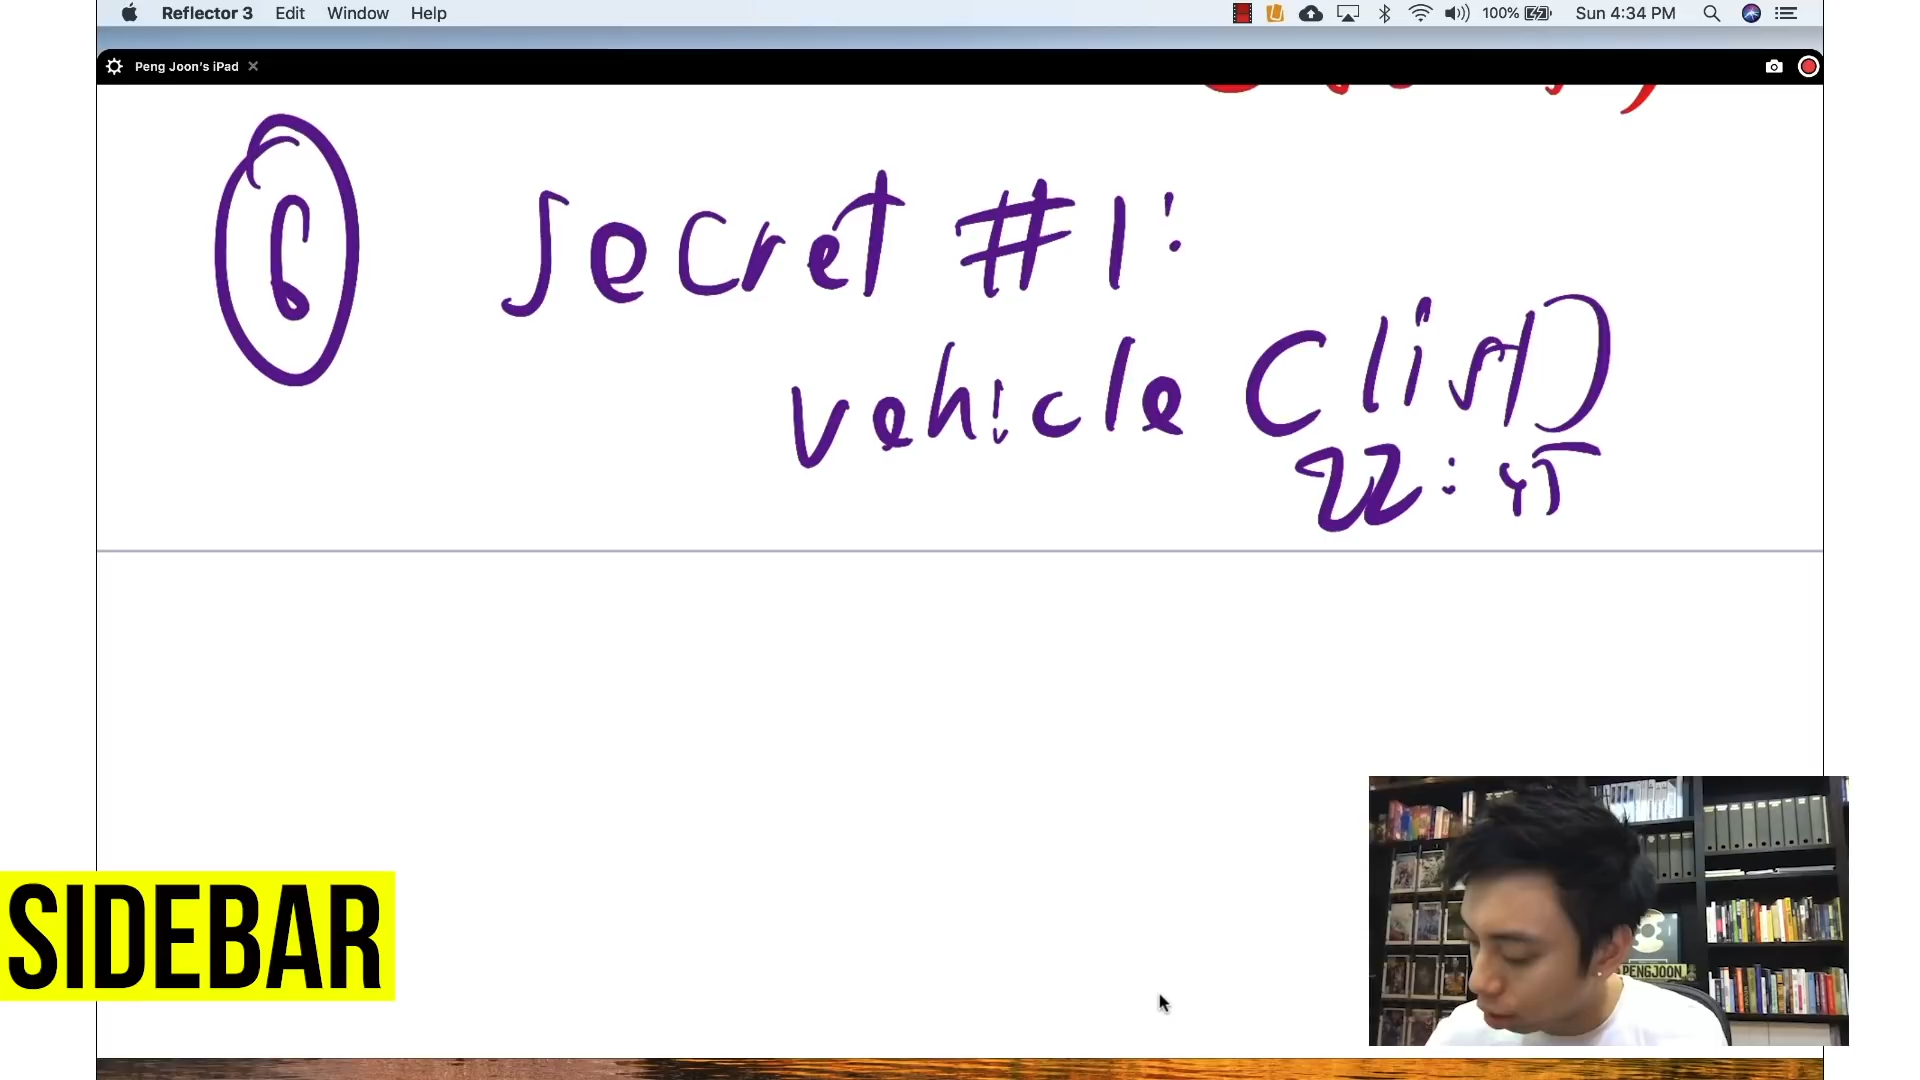 Reflector 3 Edit Window Help 100% Sun 4:34 PM
Peng Joon's iPad
6 Secret #1:
vehicle (list)
22:45
SIDEBAR
PENGJOON